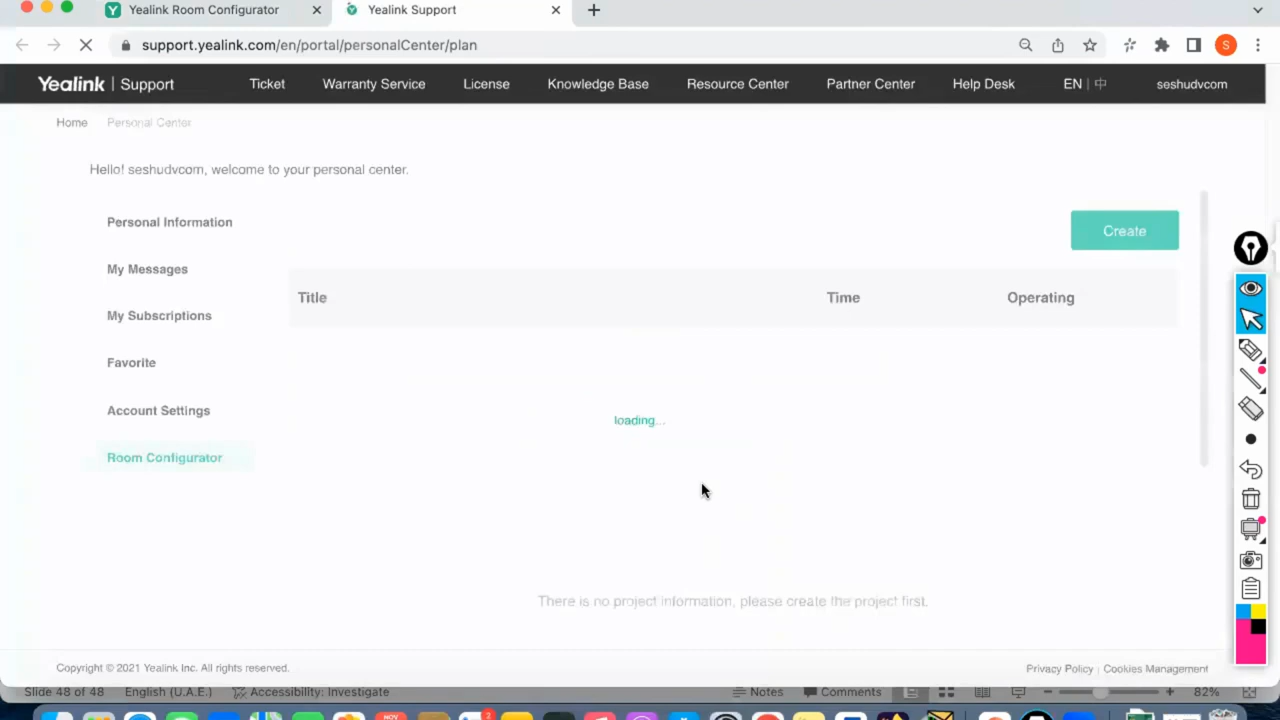 Yealink Room Configurator
Yealink Support
support.yealink.com/en/portal/personalCenter/plan
S
Yealink | Support
Ticket
Warranty Service
License
Knowledge Base
Resource Center
Partner Center
Help Desk
EN | 中
seshudvcom
Home
Personal Center
Hello! seshudvcom, welcome to your personal center.
Personal Information
My Messages
My Subscriptions
Favorite
Account Settings
Room Configurator
Create
Title
Time
Operating
loading...
There is no project information, please create the project first.
Copyright © 2021 Yealink Inc. All rights reserved.
Privacy Policy | Cookies Management
Slide 48 of 48
English (U.A.E.)
Accessibility: Investigate
Notes
Comments
82%
NOV
2